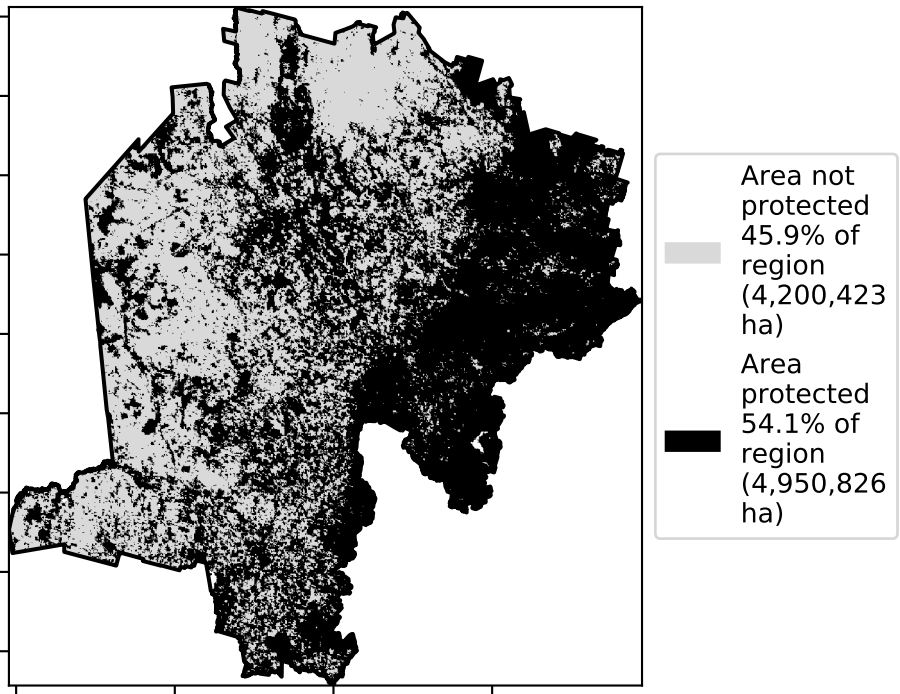 Area not
protected
45.9% of
region
(4,200,423
ha)
Area
protected
54.1% of
region
(4,950,826
ha)